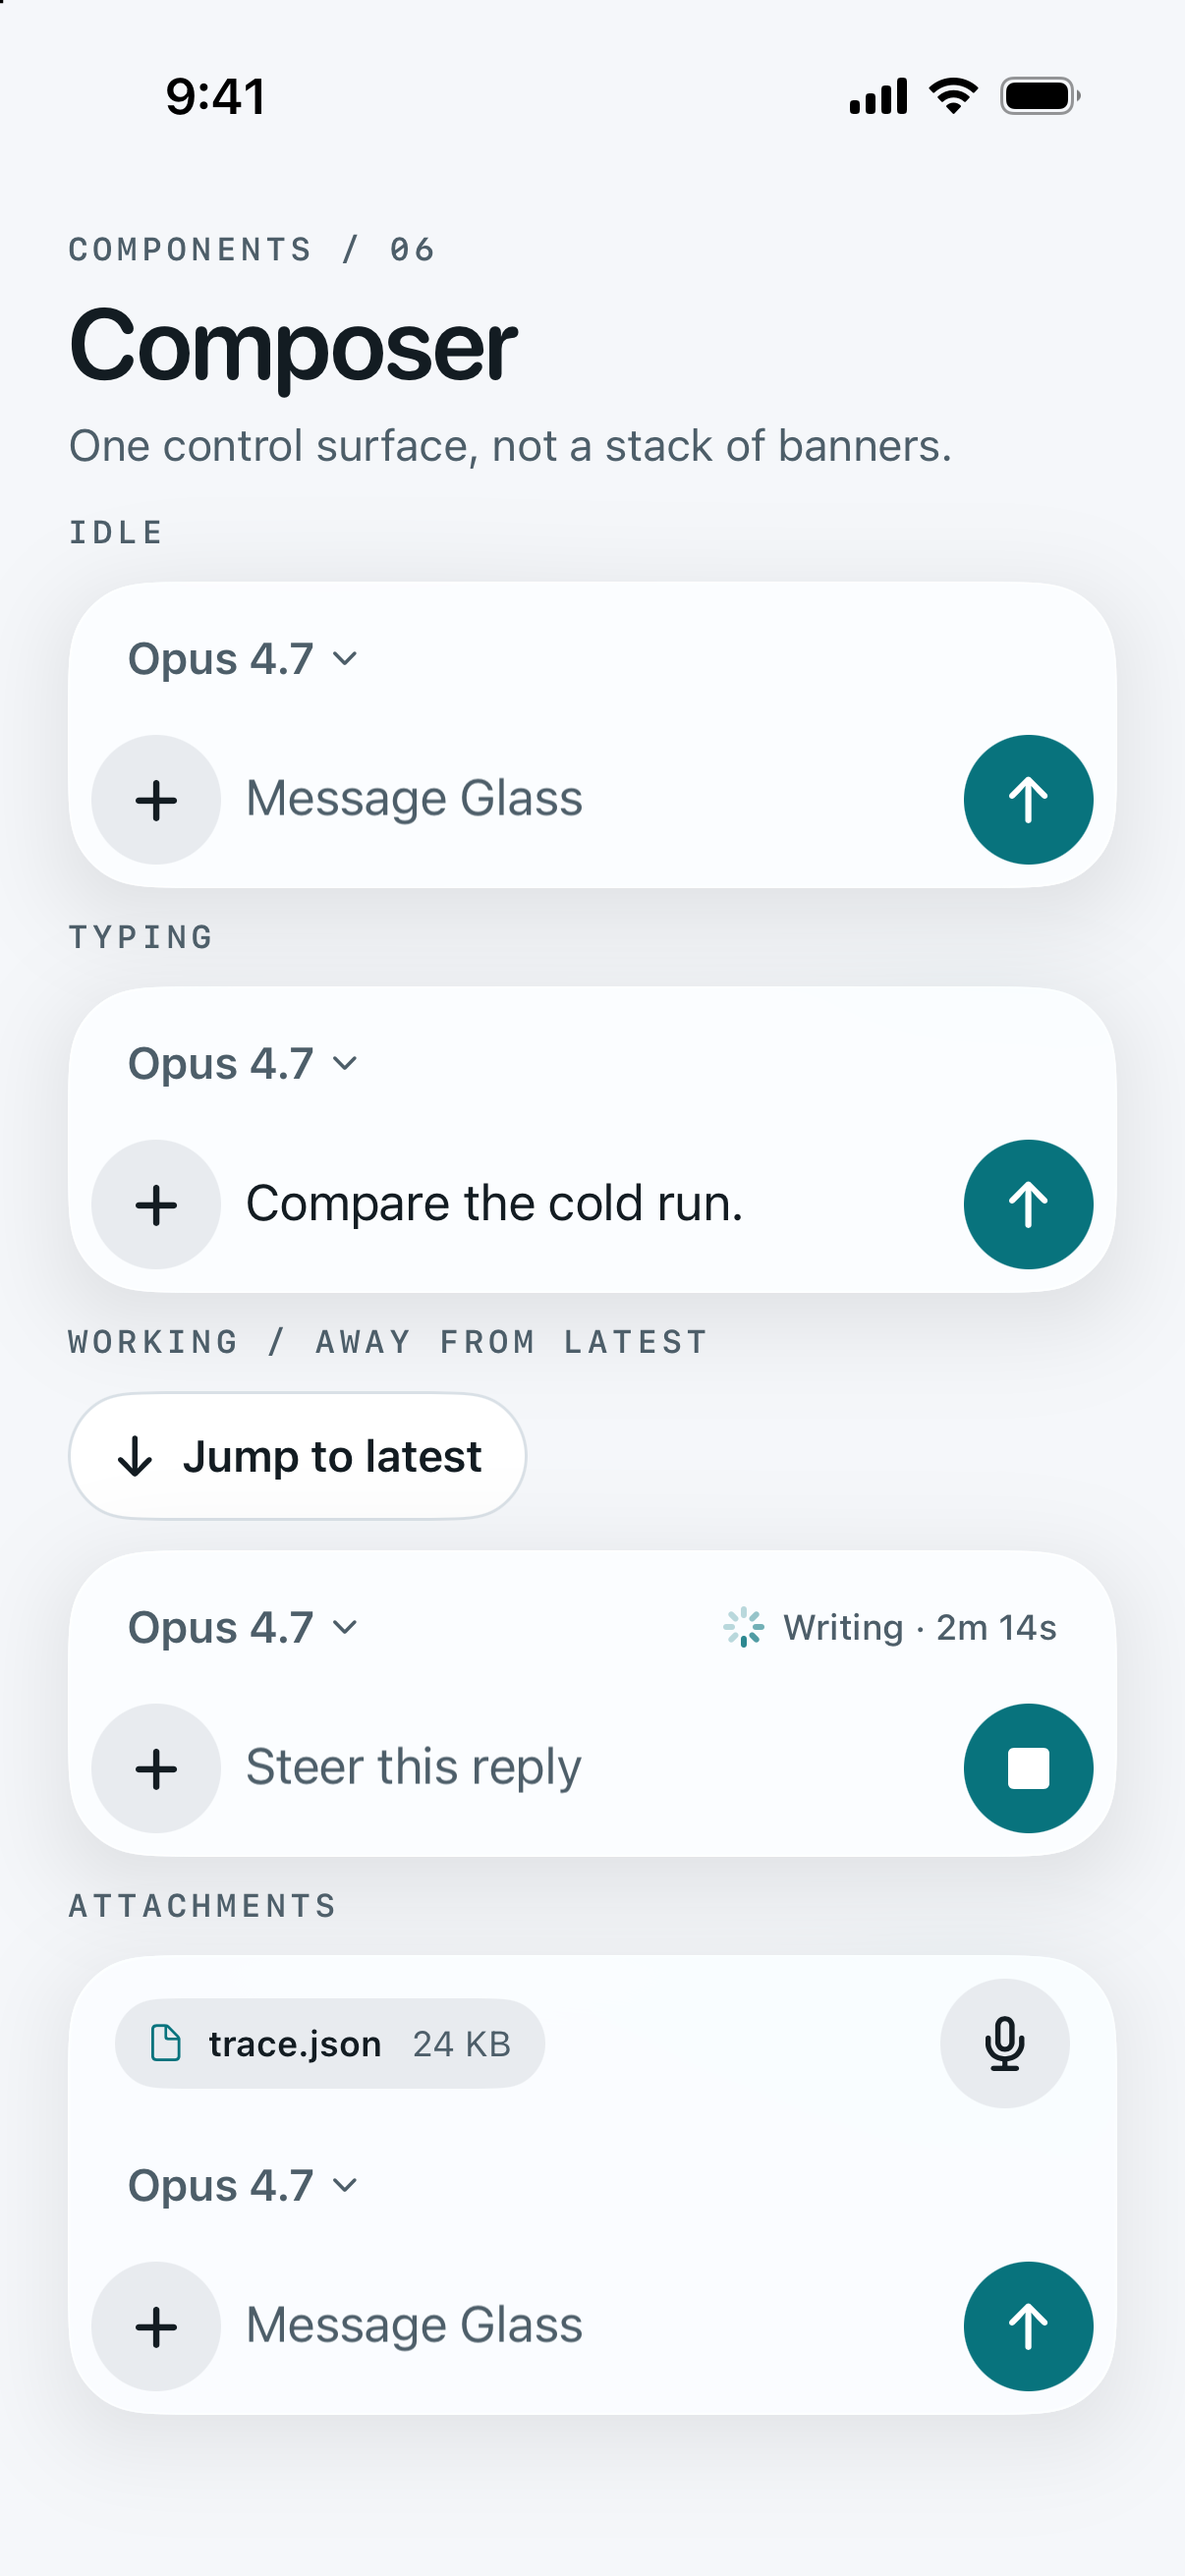 9:41
COMPONENTS / 06
Composer
One control surface, not a stack of banners.
IDLE
Opus 4.7
Message Glass
TYPING
Opus 4.7
Compare the cold run.
WORKING / AWAY FROM LATEST
Jump to latest
Opus 4.7 Writing · 2m 14s
Steer this reply
ATTACHMENTS
trace.json 24 KB
Opus 4.7
Message Glass